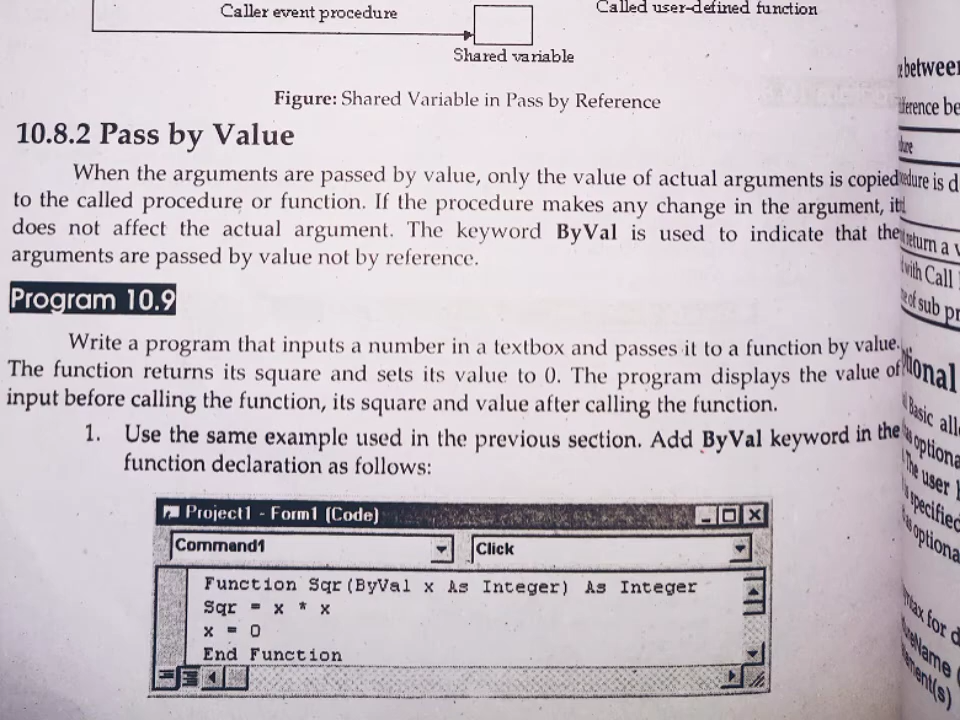 Caller event procedure
Called user-defined function
Shared variable
Figure: Shared Variable in Pass by Reference
10.8.2 Pass by Value
When the arguments are passed by value, only the value of actual arguments is copied
to the called procedure or function. If the procedure makes any change in the argument, it
does not affect the actual argument. The keyword ByVal is used to indicate that the
arguments are passed by value not by reference.
Program 10.9
Write a program that inputs a number in a textbox and passes it to a function by value.
The function returns its square and sets its value to 0. The program displays the value of
input before calling the function, its square and value after calling the function.
1. Use the same example used in the previous section. Add ByVal keyword in the
function declaration as follows:
Project1 - Form1 (Code)
Command1
Click
Function Sqr(ByVal x As Integer) As Integer
Sqr = x * x
x = 0
End Function
return a
with Call
of sub
Basic
The user
for